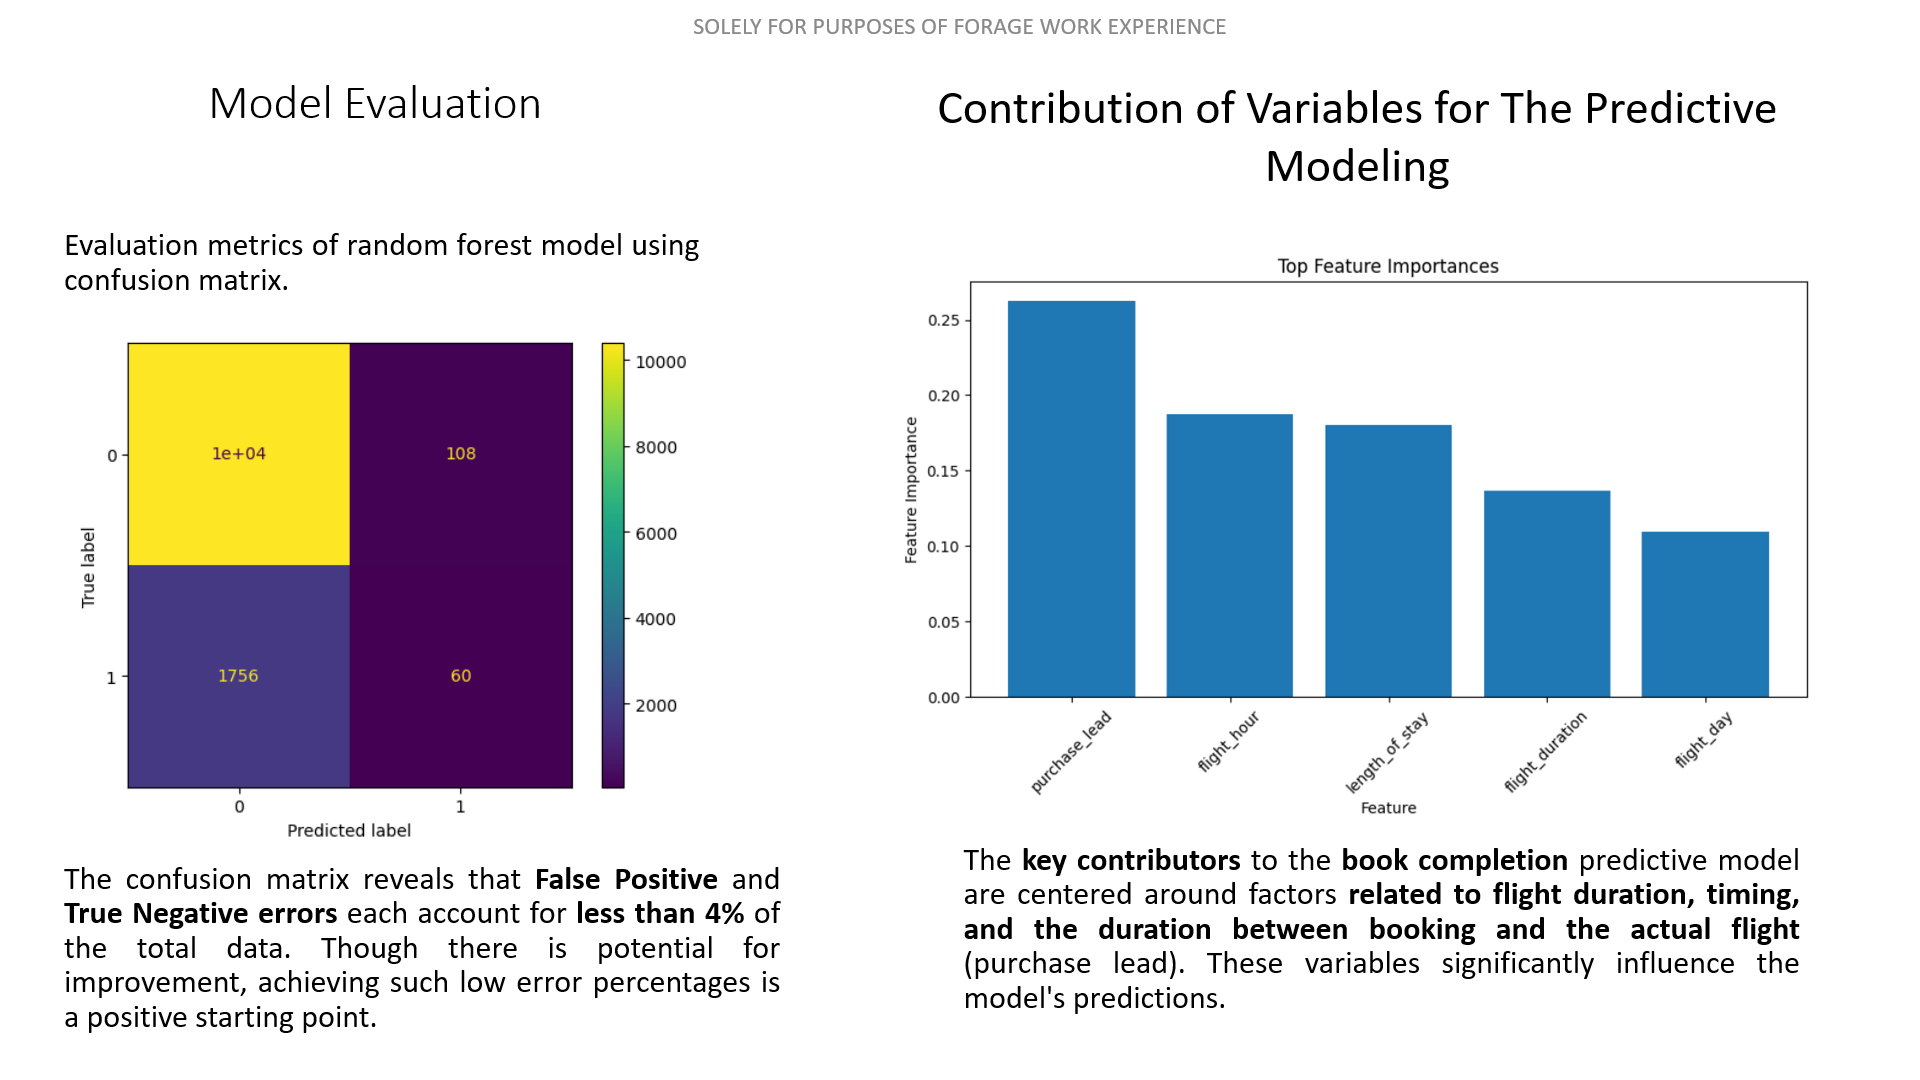 SOLELY FOR PURPOSES OF FORAGE WORK EXPERIENCE
Model Evaluation
Evaluation metrics of random forest model using
confusion matrix.
1e+04
108
1756
60
0
1
True label
0
1
Predicted label
10000
8000
6000
4000
2000
The confusion matrix reveals that False Positive and
True Negative errors each account for less than 4% of
the total data. Though there is potential for
improvement, achieving such low error percentages is
a positive starting point.
Contribution of Variables for The Predictive
Modeling
Top Feature Importances
Feature Importance
0.25
0.20
0.15
0.10
0.05
0.00
purchase_lead
flight_hour
length_of_stay
flight_duration
flight_day
Feature
The key contributors to the book completion predictive model
are centered around factors related to flight duration, timing,
and the duration between booking and the actual flight
(purchase lead). These variables significantly influence the
model's predictions.